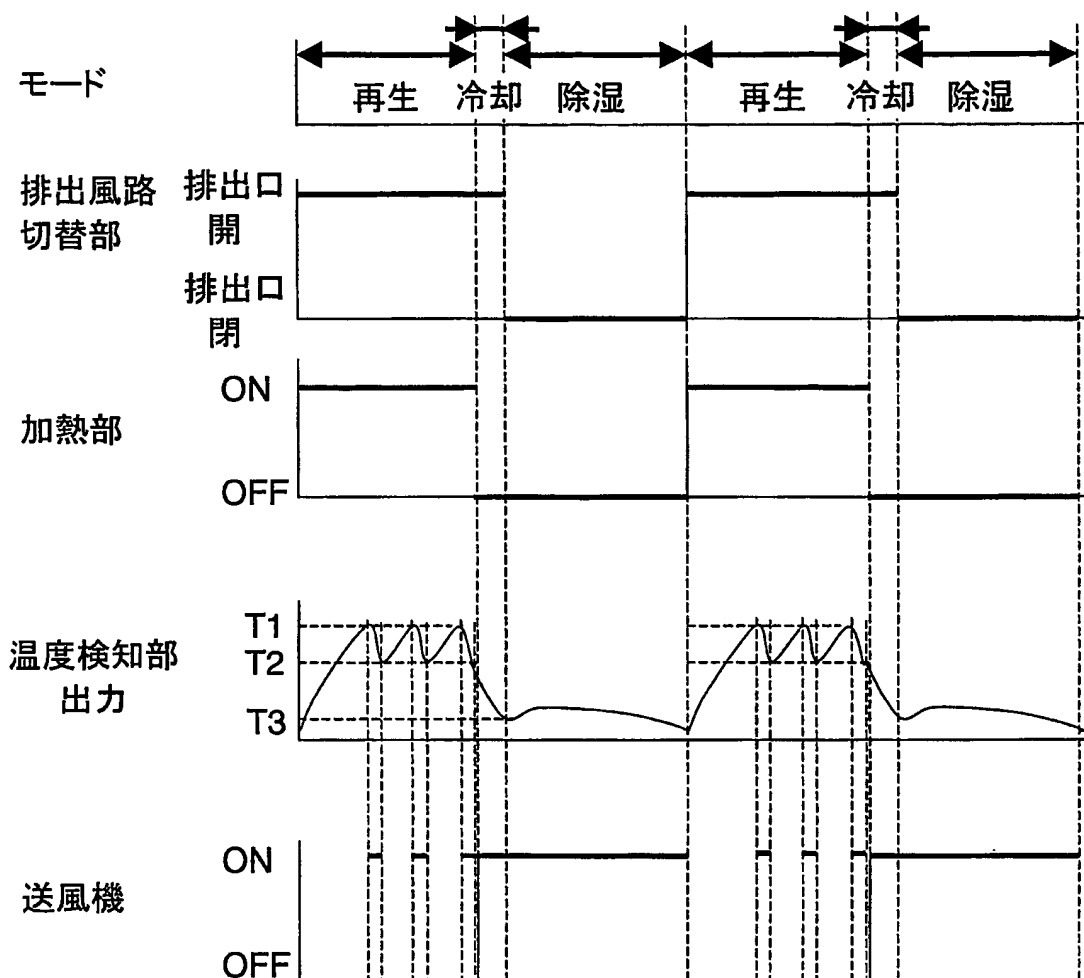 モード
再生 冷却 除湿 再生 冷却 除湿
排出風路
切替部
排出口
開
排出口
閉
加熱部
ON
OFF
温度検知部
出力
T1
T2
T3
送風機
ON
OFF